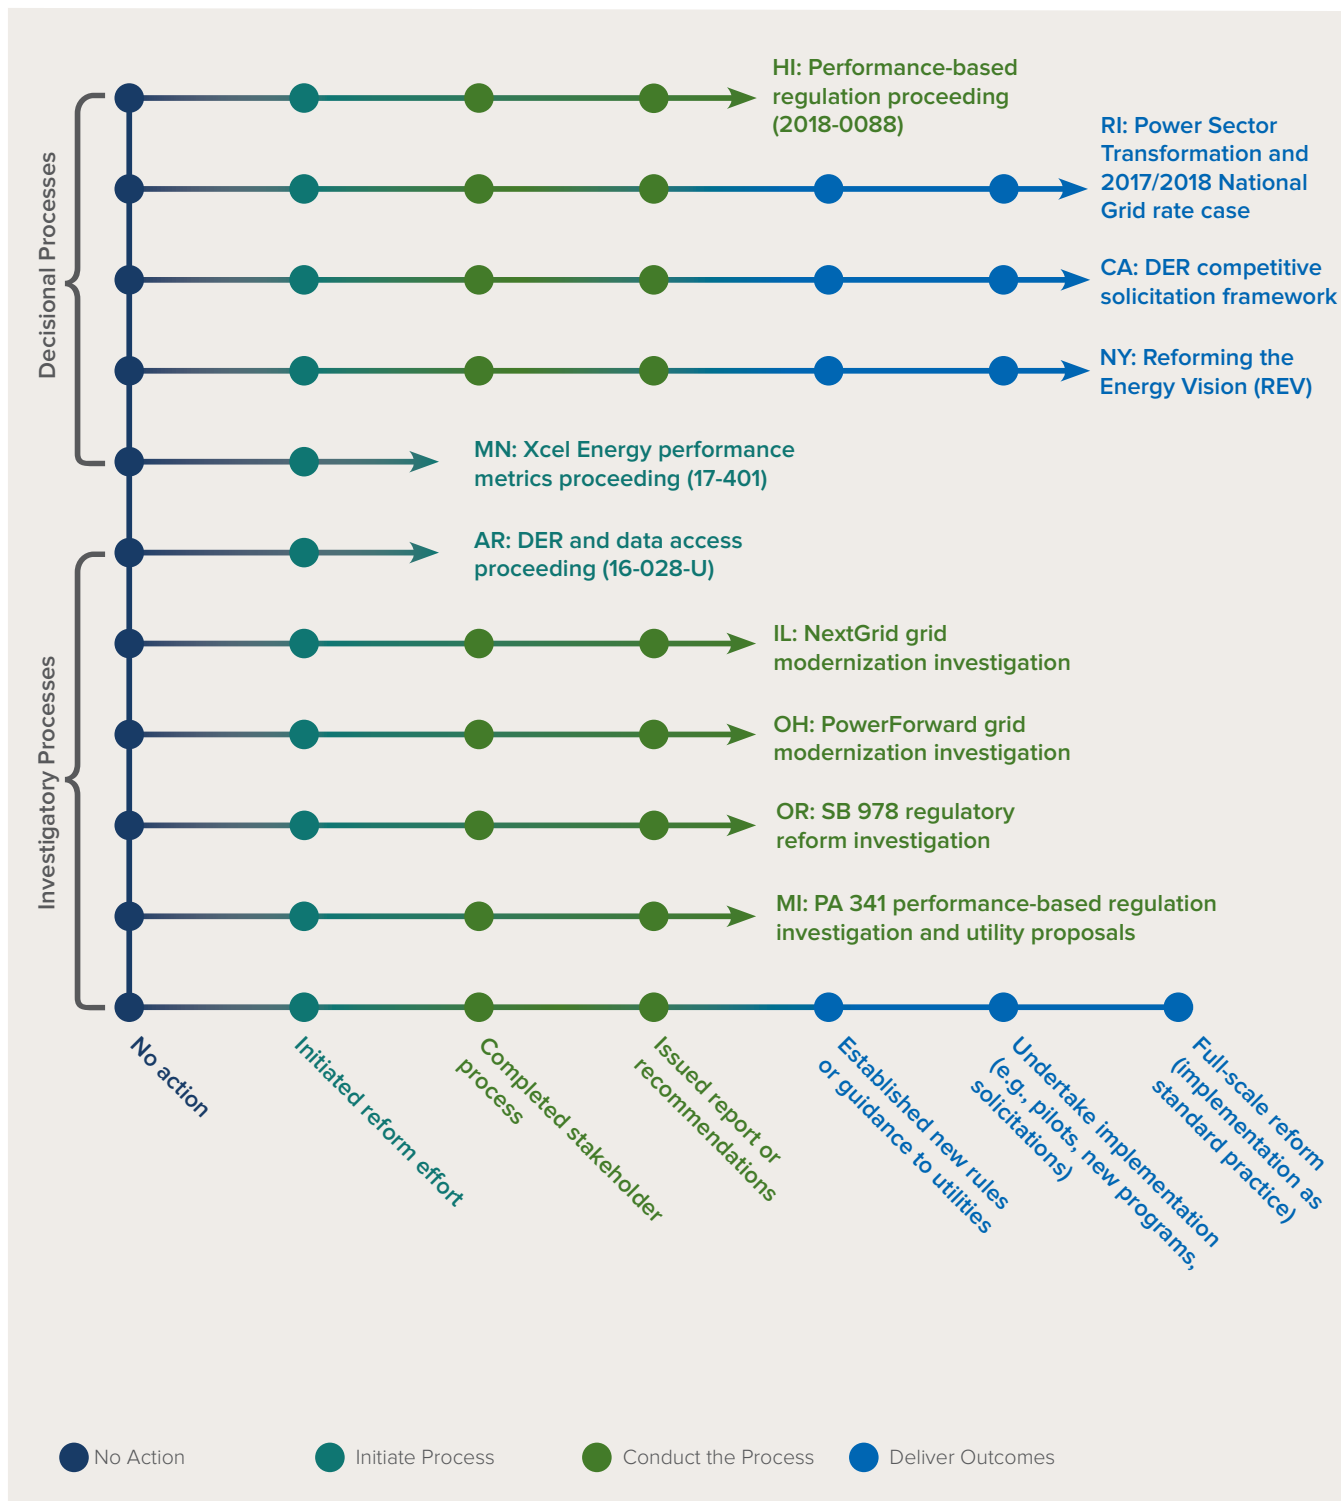 Decisional Processes
HI: Performance-based
regulation proceeding
(2018-0088)
RI: Power Sector
Transformation and
2017/2018 National
Grid rate case
CA: DER competitive
solicitation framework
NY: Reforming the
Energy Vision (REV)
MN: Xcel Energy performance
metrics proceeding (17-401)
Investigatory Processes
AR: DER and data access
proceeding (16-028-U)
IL: NextGrid grid
modernization investigation
OH: PowerForward grid
modernization investigation
OR: SB 978 regulatory
reform investigation
MI: PA 341 performance-based regulation
investigation and utility proposals
No action
Initiated reform effort
Completed stakeholder
process
Issued report or
recommendations
Established new rules
or guidance to utilities
Undertake implementation
(e.g., pilots, new programs,
solicitations)
Full-scale reform
(implementation as
standard practice)
No Action
Initiate Process
Conduct the Process
Deliver Outcomes